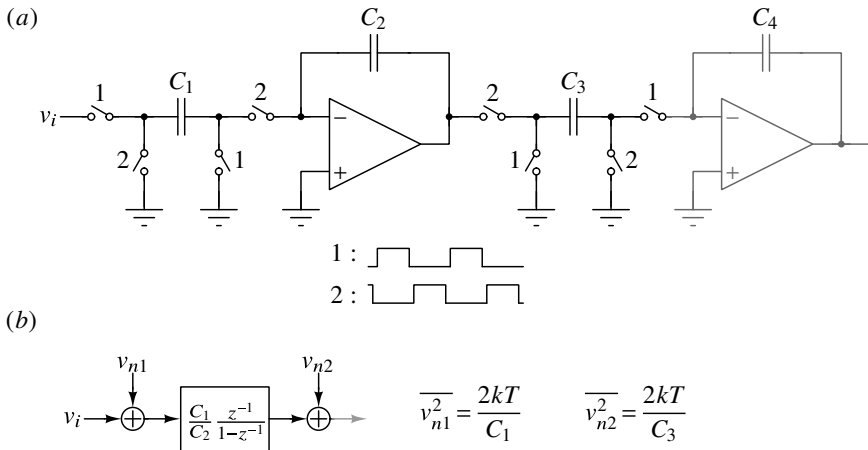 (a)
C2
C4
1
C1
2
2
C3
1
vi
−
−
2
1
+
1
2
+
1 :
2 :
(b)
vn1
vn2
vi
+
C1/C2 z^−1/(1−z^−1)
+
v²n1 = 2kT/C1
v²n2 = 2kT/C3